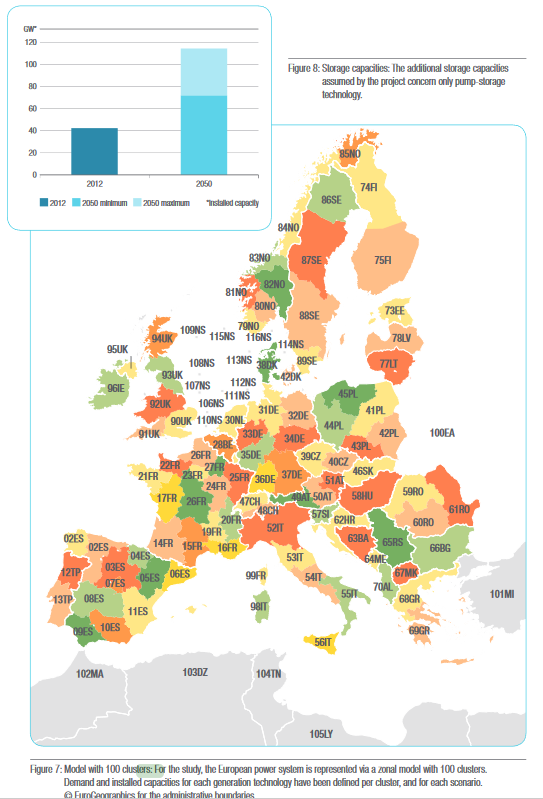 GW*
120
100
80
60
40
20
0
2012
2050
2012
2050 minimum
2050 maximum
*Installed capacity
Figure 8: Storage capacities: The additional storage capacities
assumed by the project concern only pump-storage
technology.
85NO
74FI
86SE
84NO
87SE
75FI
83NO
82NO
81NO
80NO
88SE
79NO
73EE
109NS
115NS
116NS
114NS
78LV
94UK
95UK
89SE
108NS
113NS
38DK
77LT
93UK
42DK
96IE
107NS
112NS
111NS
45PL
92UK
106NS
31DE
41PL
90UK
110NS
30NL
32DE
44PL
91UK
33DE
34DE
42PL
100EA
28BE
43PL
26FR
35DE
39CZ
40CZ
22FR
27FR
46SK
21FR
23FR
25FR
36DE
37DE
24FR
51AT
59RO
17FR
26FR
47CH
49AT
50AT
58HU
61RO
48CH
57SI
20FR
62HR
60RO
52IT
02ES
02ES
14FR
15FR
19FR
63BA
65RS
66BG
04ES
16FR
53IT
64ME
12TP
03ES
05ES
06ES
67MK
07ES
99FR
54IT
70AL
101MI
13TP
08ES
11ES
98IT
55IT
68GR
09ES
10ES
69GR
56IT
102MA
103DZ
104TN
105LY
Figure 7: Model with 100 clusters: For the study, the European power system is represented via a zonal model with 100 clusters.
Demand and installed capacities for each generation technology have been defined per cluster, and for each scenario.
© EuroGeographics for the administrative boundaries